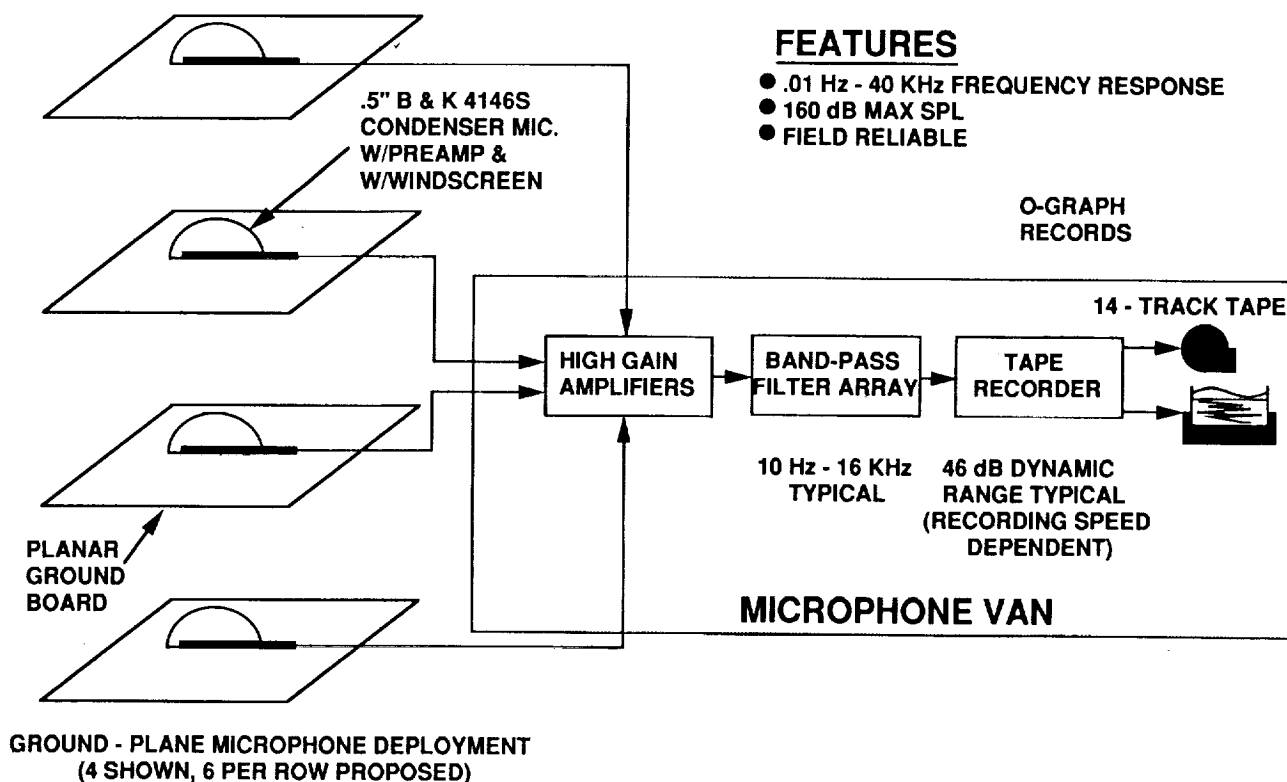 FEATURES
● .01 Hz - 40 KHz FREQUENCY RESPONSE
● 160 dB MAX SPL
● FIELD RELIABLE
.5" B & K 4146S
CONDENSER MIC.
W/PREAMP &
W/WINDSCREEN
O-GRAPH
RECORDS
14 - TRACK TAPE
HIGH GAIN
AMPLIFIERS
BAND-PASS
FILTER ARRAY
TAPE
RECORDER
10 Hz - 16 KHz
TYPICAL
46 dB DYNAMIC
RANGE TYPICAL
(RECORDING SPEED
DEPENDENT)
PLANAR
GROUND
BOARD
MICROPHONE VAN
GROUND - PLANE MICROPHONE DEPLOYMENT
(4 SHOWN, 6 PER ROW PROPOSED)